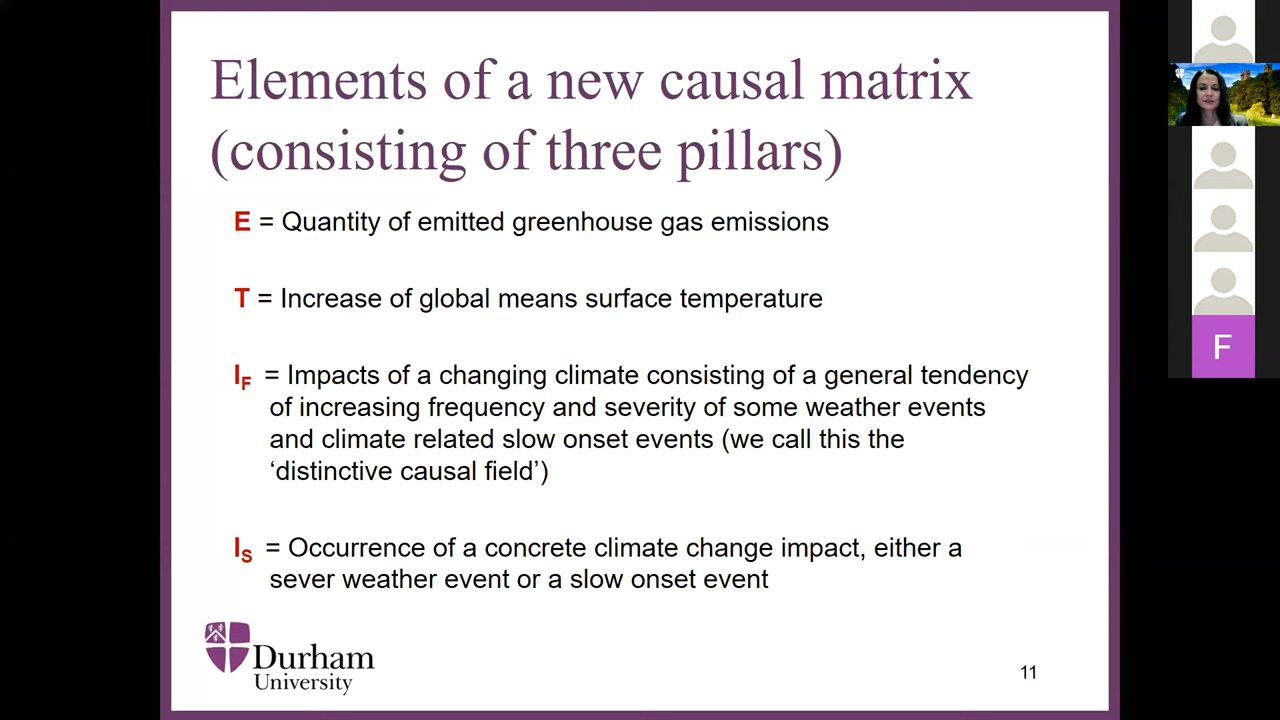 Elements of a new causal matrix
(consisting of three pillars)
E = Quantity of emitted greenhouse gas emissions
T = Increase of global means surface temperature
IF = Impacts of a changing climate consisting of a general tendency
of increasing frequency and severity of some weather events
and climate related slow onset events (we call this the
‘distinctive causal field’)
IS = Occurrence of a concrete climate change impact, either a
sever weather event or a slow onset event
Durham
University
11
F